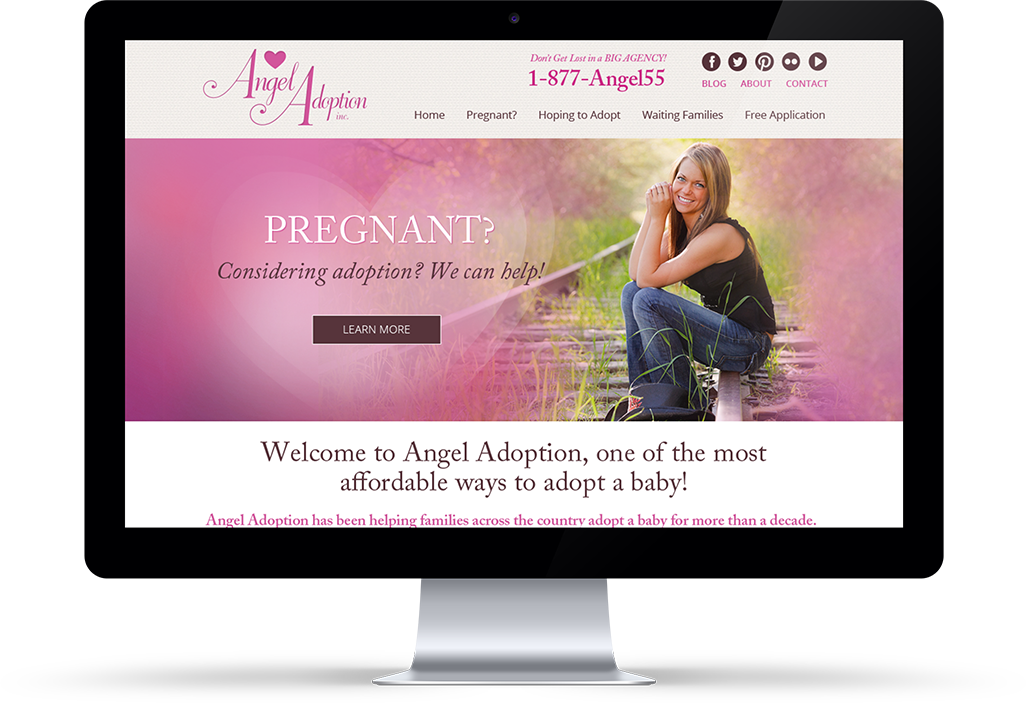 Angel
Adoption
inc.
Don't Get Lost in a BIG AGENCY!
1-877-Angel55
BLOG ABOUT CONTACT
Home Pregnant? Hoping to Adopt Waiting Families Free Application
PREGNANT?
Considering adoption? We can help!
LEARN MORE
Welcome to Angel Adoption, one of the most
affordable ways to adopt a baby!
Angel Adoption has been helping families across the country adopt a baby for more than a decade.